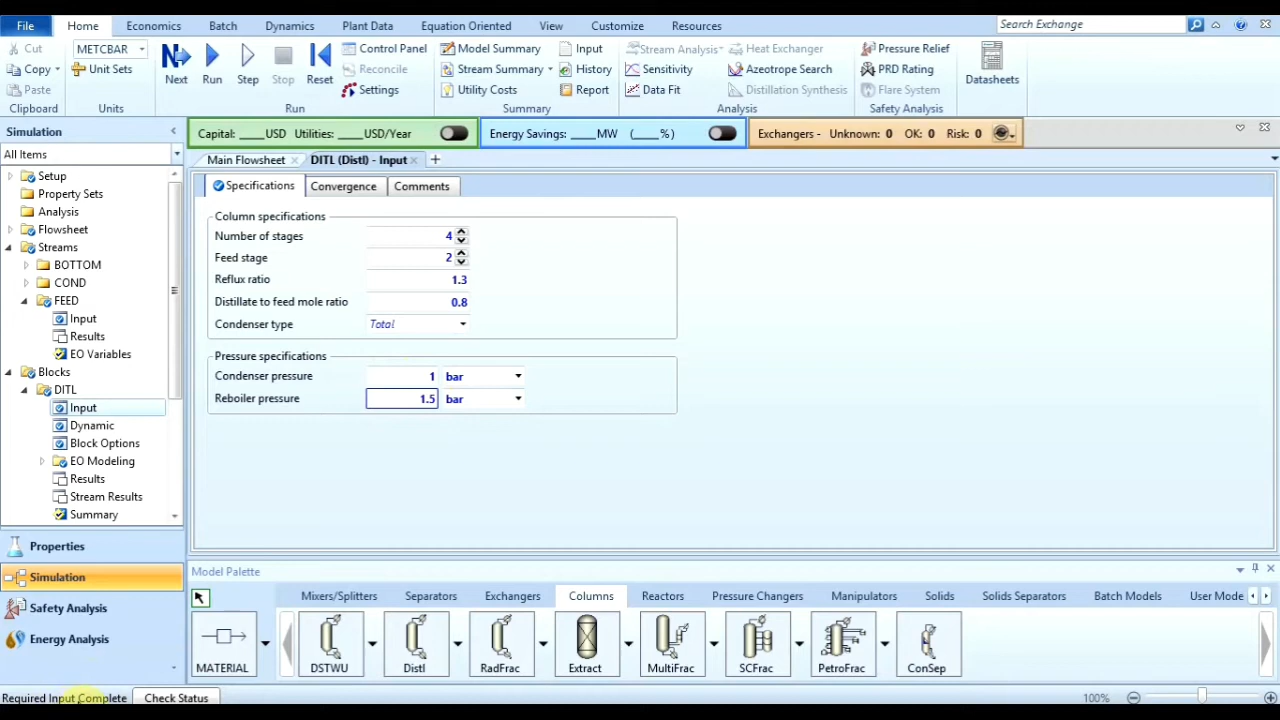 File Home Economics Batch Dynamics Plant Data Equation Oriented View Customize Resources Search Exchange
Cut METCBAR Control Panel Model Summary Input Stream Analysis Heat Exchanger Pressure Relief
Copy Unit Sets Next Run Step Stop Reset Reconcile Stream Summary History Sensitivity Azeotrope Search PRD Rating Datasheets
Paste Settings Utility Costs Report Data Fit Distillation Synthesis Flare System
Clipboard Units Run Summary Analysis Safety Analysis
Simulation Capital: ____USD Utilities: ____USD/Year Energy Savings: ____MW (____%) Exchangers - Unknown: 0 OK: 0 Risk: 0
All Items Main Flowsheet DITL (Distl) - Input +
Setup
Property Sets
Analysis
Flowsheet
Streams
BOTTOM
COND
FEED
Input
Results
EO Variables
Blocks
DITL
Input
Dynamic
Block Options
EO Modeling
Results
Stream Results
Summary
Properties
Simulation
Safety Analysis
Energy Analysis
Specifications Convergence Comments
Column specifications
Number of stages 4
Feed stage 2
Reflux ratio 1.3
Distillate to feed mole ratio 0.8
Condenser type Total
Pressure specifications
Condenser pressure 1 bar
Reboiler pressure 1.5 bar
Model Palette
Mixers/Splitters Separators Exchangers Columns Reactors Pressure Changers Manipulators Solids Solids Separators Batch Models User Mode
MATERIAL DSTWU Distl RadFrac Extract MultiFrac SCFrac PetroFrac ConSep
Required Input Complete Check Status 100%